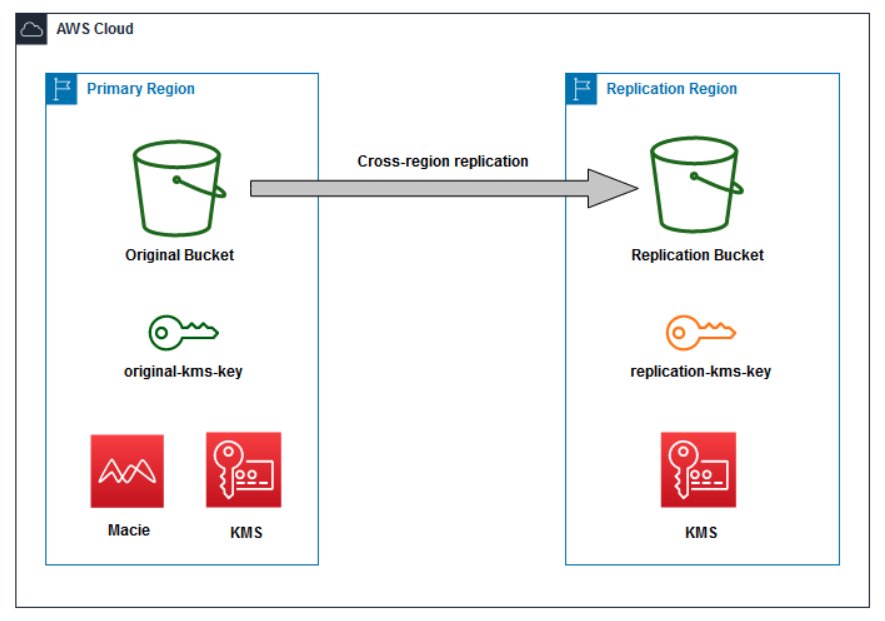 AWS Cloud
Primary Region
Replication Region
Cross-region replication
Original Bucket
Replication Bucket
original-kms-key
replication-kms-key
Macie
KMS
KMS